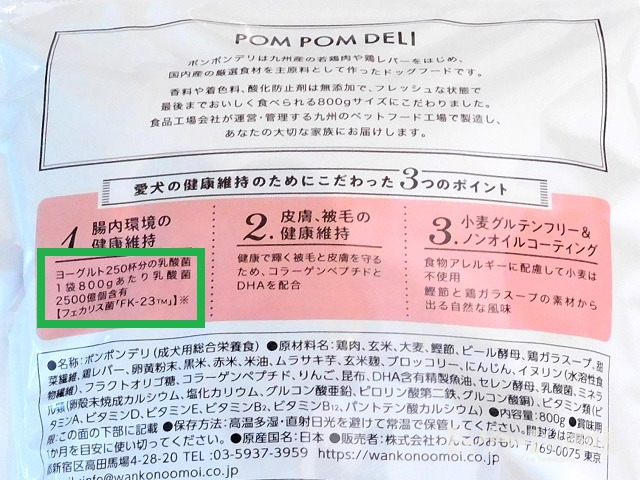 POM POM DELI
ポンポンデリは九州産の若鶏肉や鶏レバーをはじめ、
国内産の厳選食材を主原料として作ったドッグフードです。
香料や着色料、酸化防止剤は無添加で、フレッシュな状態で
最後までおいしく食べられる800gサイズにこだわりました。
食品工場会社が運営・管理する九州のペットフード工場で製造し、
あなたの大切な家族にお届けします。
愛犬の健康維持のためにこだわった3つのポイント
1. 腸内環境の
健康維持
ヨーグルト250杯分の乳酸菌
1袋800gあたり乳酸菌
2500億個含有
【フェカリス菌「FK-23™」】※
2. 皮膚、被毛の
健康維持
健康で輝く被毛と皮膚を守る
ため、コラーゲンペプチドと
DHAを配合
3. 小麦グルテンフリー&
ノンオイルコーティング
食物アレルギーに配慮して小麦は
不使用
鰹節と鶏ガラスープの素材から
出る自然な風味
●名称:ポンポンデリ(成犬用総合栄養食) ●原材料名:鶏肉、玄米、大麦、鰹節、ビール酵母、鶏ガラスープ、甜
菜繊維、鶏レバー、卵黄粉末、黒米、赤米、米油、ムラサキ芋、玄米麹、ブロッコリー、にんじん、イヌリン(水溶性食
物繊維)、フラクトオリゴ糖、コラーゲンペプチド、りんご、昆布、DHA含有精製魚油、セレン酵母、乳酸菌、ミネラ
ル類(卵殻未焼成カルシウム、塩化カリウム、グルコン酸亜鉛、ピロリン酸第二鉄、グルコン酸銅)、ビタミン類(ビ
タミンA、ビタミンD、ビタミンE、ビタミンB2、ビタミンB12、パントテン酸カルシウム) ●内容量:800g ●賞味期
限:この面の下部に記載 ●保存方法:高温多湿・直射日光を避けて常温で保管してください。開封後は密閉の上、
1か月を目安に使い切ってください。 ●原産国名:日本 ●販売者:株式会社わんこのおもい 〒169-0075 東京
都新宿区高田馬場4-28-20 TEL:03-5937-3959 https://wankonoomoi.co.jp
info@wankonoomoi.co.jp